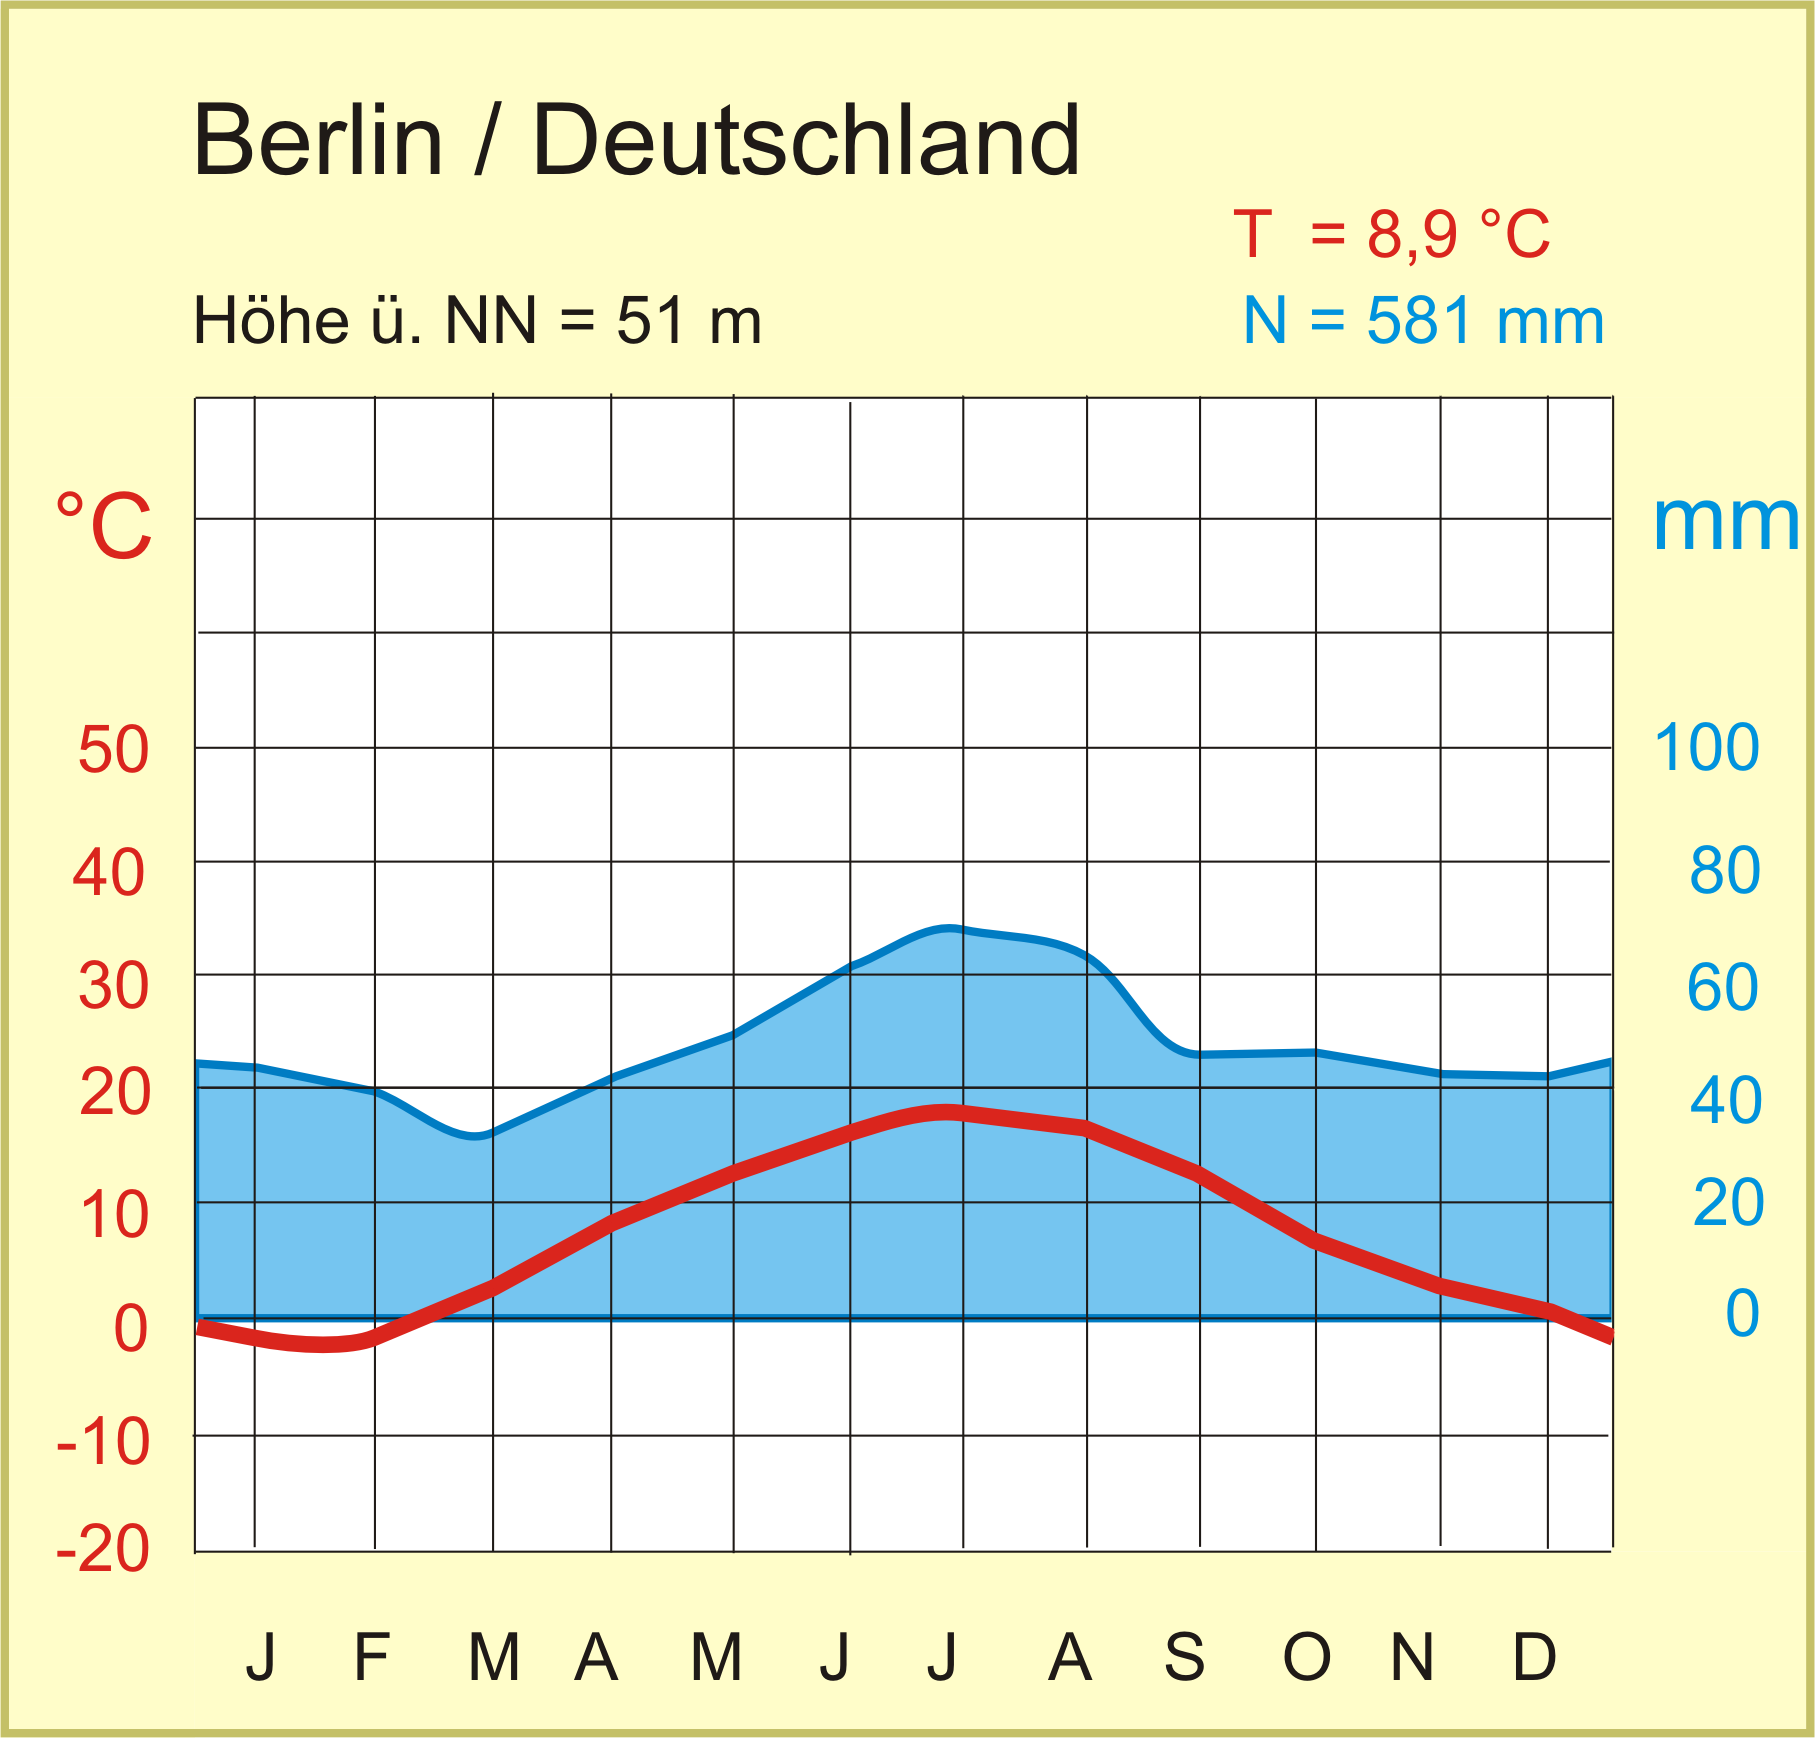 Berlin / Deutschland
T = 8,9 °C
Höhe ü. NN = 51 m N = 581 mm
°C mm
50 100
40 80
30 60
20 40
10 20
0 0
-10
-20
J F M A M J J A S O N D